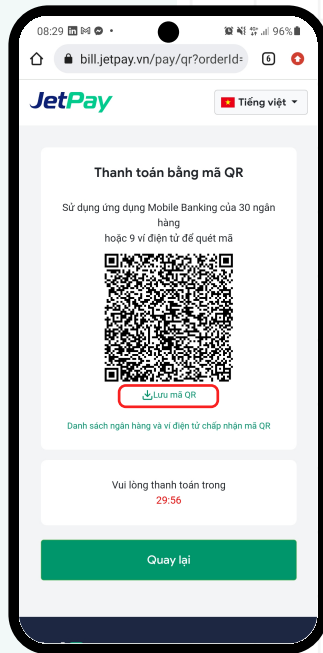 08:29 96%
bill.jetpay.vn/pay/qr?orderId= 6
JetPay Tiếng việt
Thanh toán bằng mã QR
Sử dụng ứng dụng Mobile Banking của 30 ngân
hàng
hoặc 9 ví điện tử để quét mã
Lưu mã QR
Danh sách ngân hàng và ví điện tử chấp nhận mã QR
Vui lòng thanh toán trong
29:56
Quay lại